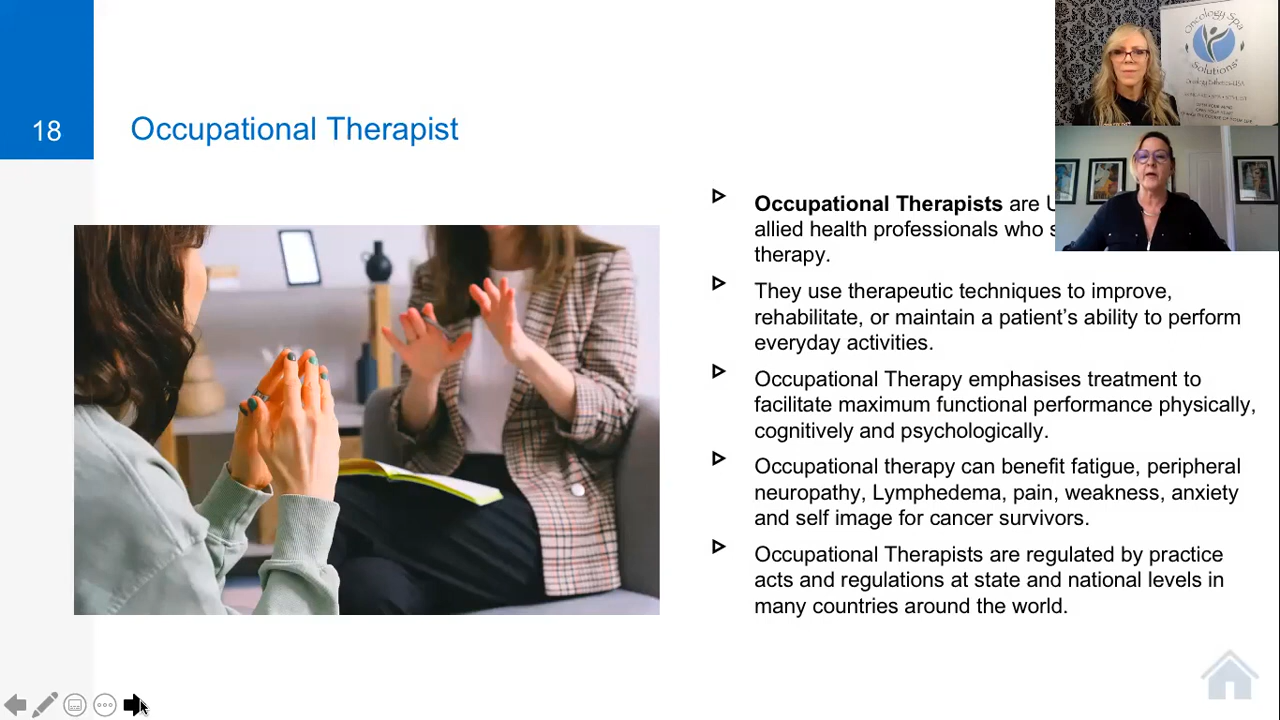 18
Occupational Therapist
Occupational Therapists are
allied health professionals who
therapy.
They use therapeutic techniques to improve,
rehabilitate, or maintain a patient's ability to perform
everyday activities.
Occupational Therapy emphasises treatment to
facilitate maximum functional performance physically,
cognitively and psychologically.
Occupational therapy can benefit fatigue, peripheral
neuropathy, Lymphedema, pain, weakness, anxiety
and self image for cancer survivors.
Occupational Therapists are regulated by practice
acts and regulations at state and national levels in
many countries around the world.
Oncology Spa
Solutions